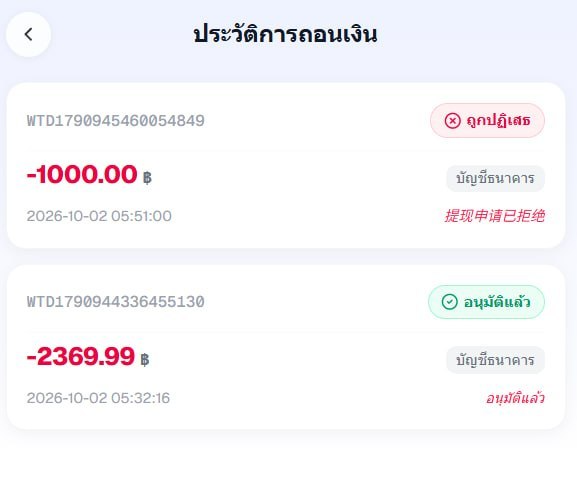 ประวัติการถอนเงิน
WTD1790945460054849
ถูกปฏิเสธ
-1000.00 ฿
บัญชีธนาคาร
2026-10-02 05:51:00
提现申请已拒绝
WTD1790944336455130
อนุมัติแล้ว
-2369.99 ฿
บัญชีธนาคาร
2026-10-02 05:32:16
อนุมัติแล้ว